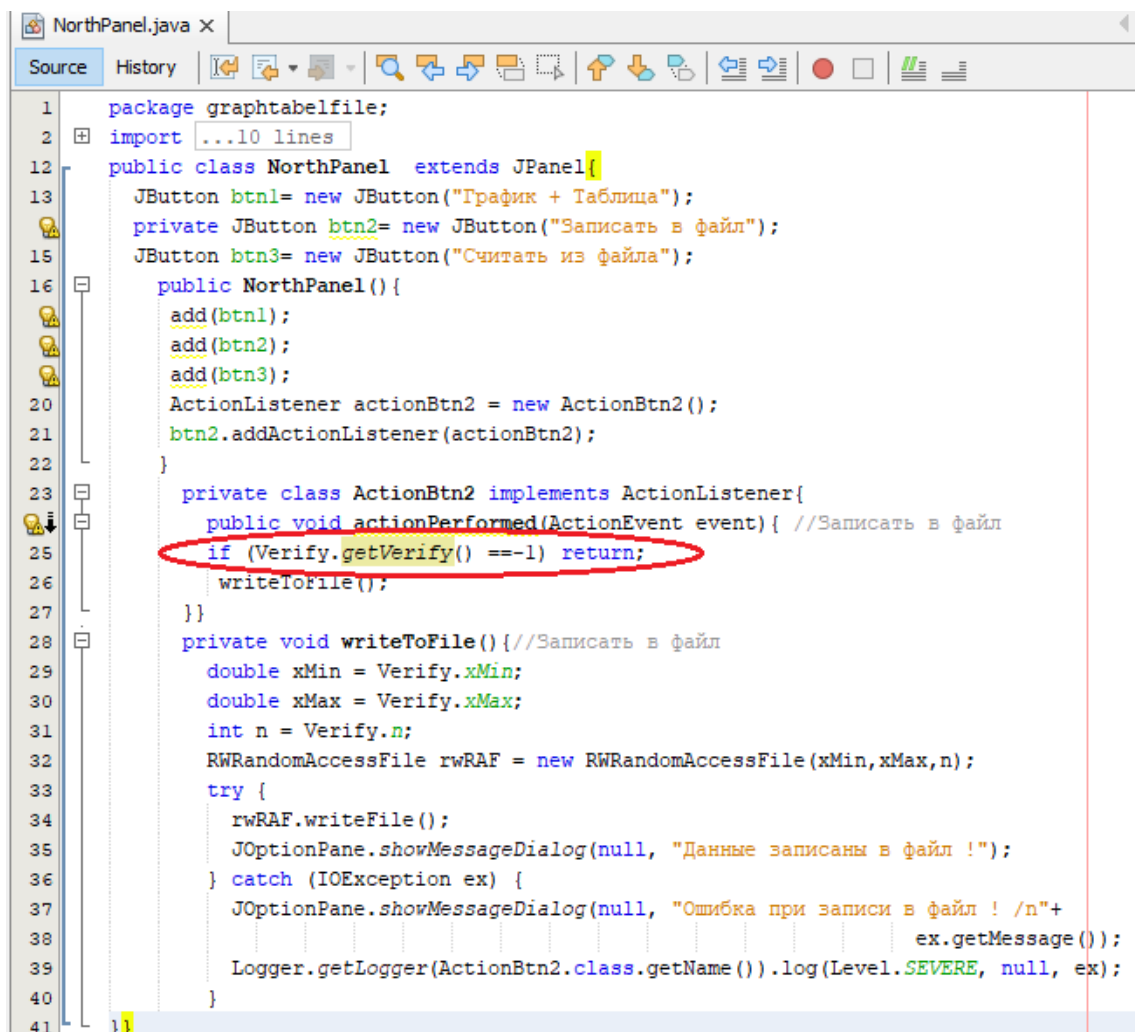 NorthPanel.java ×
Source History
1 package graphtabelfile;
2 import ...10 lines
12 public class NorthPanel  extends JPanel{
13 JButton btn1= new JButton("График + Таблица");
private JButton btn2= new JButton("Записать в файл");
15 JButton btn3= new JButton("Считать из файла");
16 public NorthPanel(){
add(btn1);
add(btn2);
add(btn3);
20 ActionListener actionBtn2 = new ActionBtn2();
21 btn2.addActionListener(actionBtn2);
22 }
23 private class ActionBtn2 implements ActionListener{
public void actionPerformed(ActionEvent event){ //Записать в файл
25 if (Verify.getVerify() ==-1) return;
26 writeToFile();
27 }}
28 private void writeToFile(){//Записать в файл
29 double xMin = Verify.xMin;
30 double xMax = Verify.xMax;
31 int n = Verify.n;
32 RWRandomAccessFile rwRAF = new RWRandomAccessFile(xMin,xMax,n);
33 try {
34 rwRAF.writeFile();
35 JOptionPane.showMessageDialog(null, "Данные записаны в файл !");
36 } catch (IOException ex) {
37 JOptionPane.showMessageDialog(null, "Ошибка при записи в файл ! /n"+
38 ex.getMessage());
39 Logger.getLogger(ActionBtn2.class.getName()).log(Level.SEVERE, null, ex);
40 }
41 }}